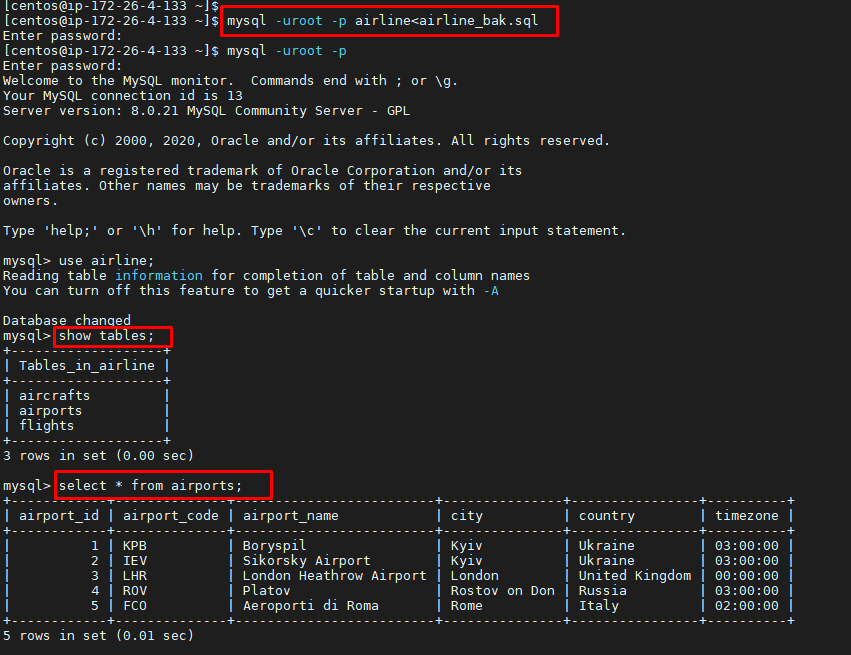 [centos@ip-172-26-4-133 ~]$
[centos@ip-172-26-4-133 ~]$ mysql -uroot -p airline<airline_bak.sql
Enter password:
[centos@ip-172-26-4-133 ~]$ mysql -uroot -p
Enter password:
Welcome to the MySQL monitor.  Commands end with ; or \g.
Your MySQL connection id is 13
Server version: 8.0.21 MySQL Community Server - GPL

Copyright (c) 2000, 2020, Oracle and/or its affiliates. All rights reserved.

Oracle is a registered trademark of Oracle Corporation and/or its
affiliates. Other names may be trademarks of their respective
owners.

Type 'help;' or '\h' for help. Type '\c' to clear the current input statement.

mysql> use airline;
Reading table information for completion of table and column names
You can turn off this feature to get a quicker startup with -A

Database changed
mysql> show tables;
+-------------------+
| Tables_in_airline |
+-------------------+
| aircrafts         |
| airports          |
| flights           |
+-------------------+
3 rows in set (0.00 sec)

mysql> select * from airports;
+------------+--------------+-------------------------+---------------+----------------+----------+
| airport_id | airport_code | airport_name            | city          | country        | timezone |
+------------+--------------+-------------------------+---------------+----------------+----------+
|          1 | KPB          | Boryspil                | Kyiv          | Ukraine        | 03:00:00 |
|          2 | IEV          | Sikorsky Airport        | Kyiv          | Ukraine        | 03:00:00 |
|          3 | LHR          | London Heathrow Airport | London        | United Kingdom | 00:00:00 |
|          4 | ROV          | Platov                  | Rostov on Don | Russia         | 03:00:00 |
|          5 | FCO          | Aeroporti di Roma       | Rome          | Italy          | 02:00:00 |
+------------+--------------+-------------------------+---------------+----------------+----------+
5 rows in set (0.01 sec)